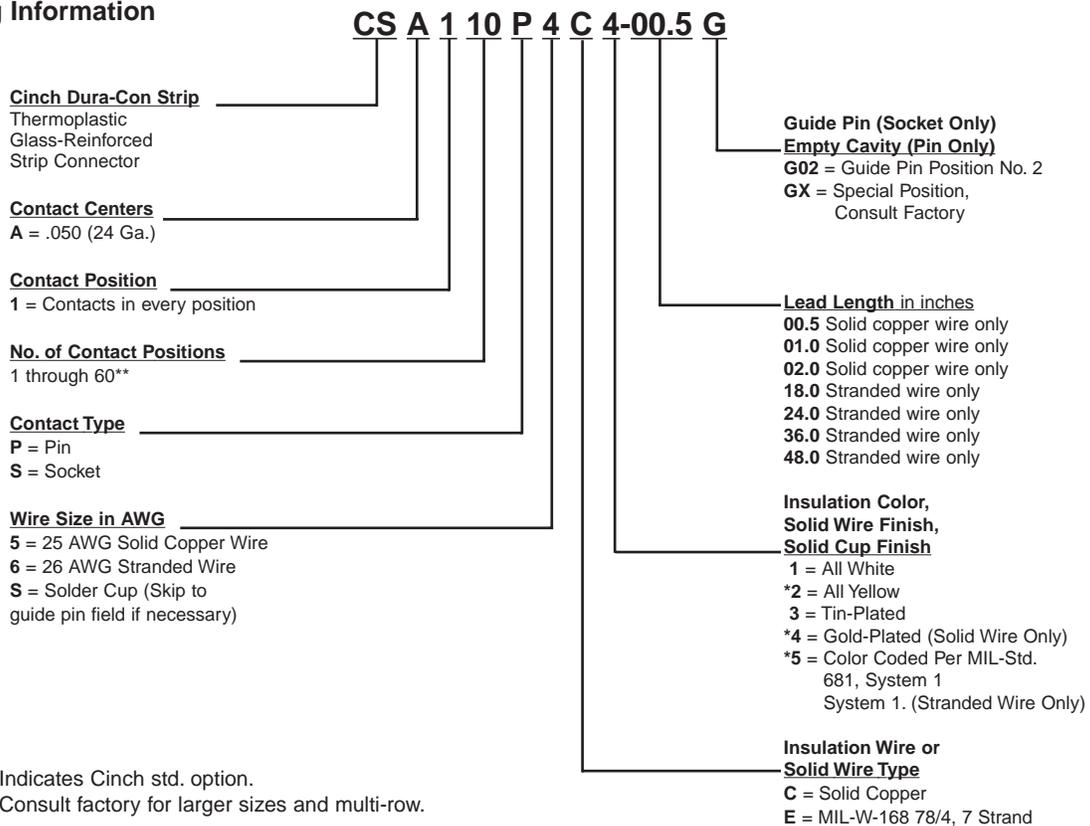 Information
CS A 1 10 P 4 C 4-00.5 G
Cinch Dura-Con Strip
Thermoplastic
Glass-Reinforced
Strip Connector
Contact Centers
A = .050 (24 Ga.)
Contact Position
1 = Contacts in every position
No. of Contact Positions
1 through 60**
Contact Type
P = Pin
S = Socket
Wire Size in AWG
5 = 25 AWG Solid Copper Wire
6 = 26 AWG Stranded Wire
S = Solder Cup (Skip to
guide pin field if necessary)
Guide Pin (Socket Only)
Empty Cavity (Pin Only)
G02 = Guide Pin Position No. 2
GX = Special Position,
Consult Factory
Lead Length in inches
00.5 Solid copper wire only
01.0 Solid copper wire only
02.0 Solid copper wire only
18.0 Stranded wire only
24.0 Stranded wire only
36.0 Stranded wire only
48.0 Stranded wire only
Insulation Color,
Solid Wire Finish,
Solid Cup Finish
1 = All White
*2 = All Yellow
3 = Tin-Plated
*4 = Gold-Plated (Solid Wire Only)
*5 = Color Coded Per MIL-Std.
681, System 1
System 1. (Stranded Wire Only)
Insulation Wire or
Solid Wire Type
C = Solid Copper
E = MIL-W-168 78/4, 7 Strand
Indicates Cinch std. option.
Consult factory for larger sizes and multi-row.